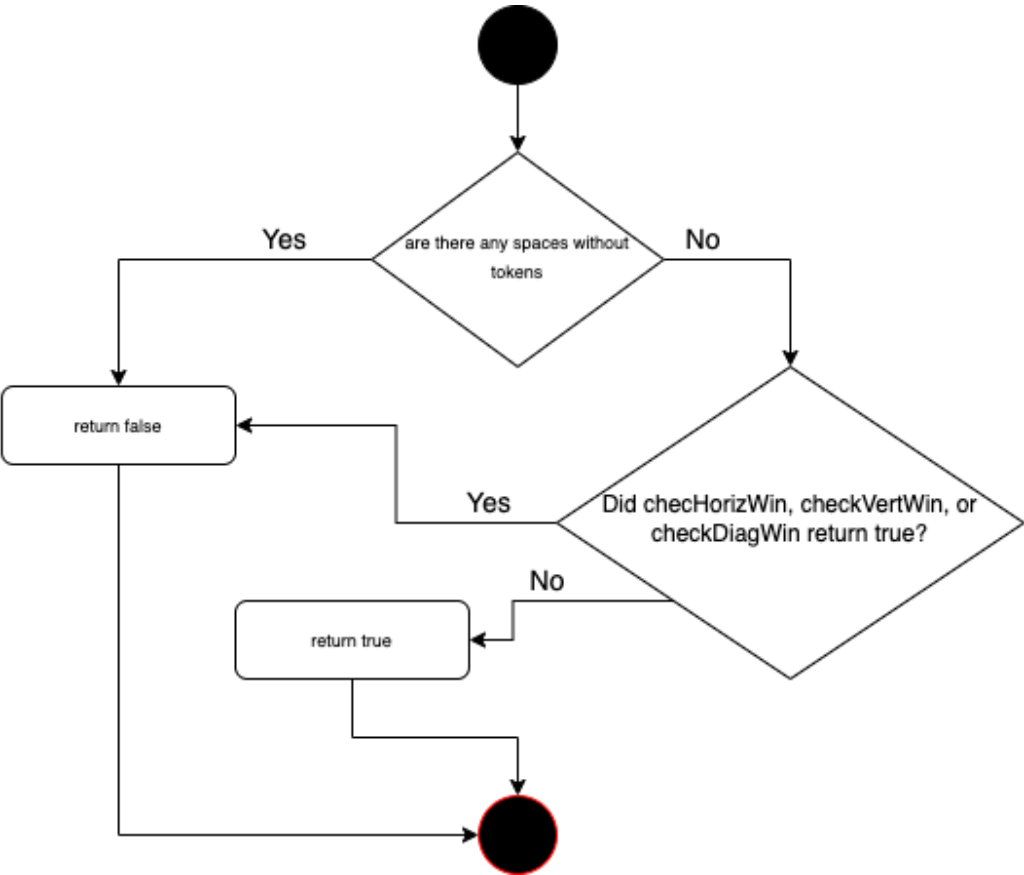 Yes
are there any spaces without
tokens
No
return false
Yes
Did checHorizWin, checkVertWin, or
checkDiagWin return true?
No
return true